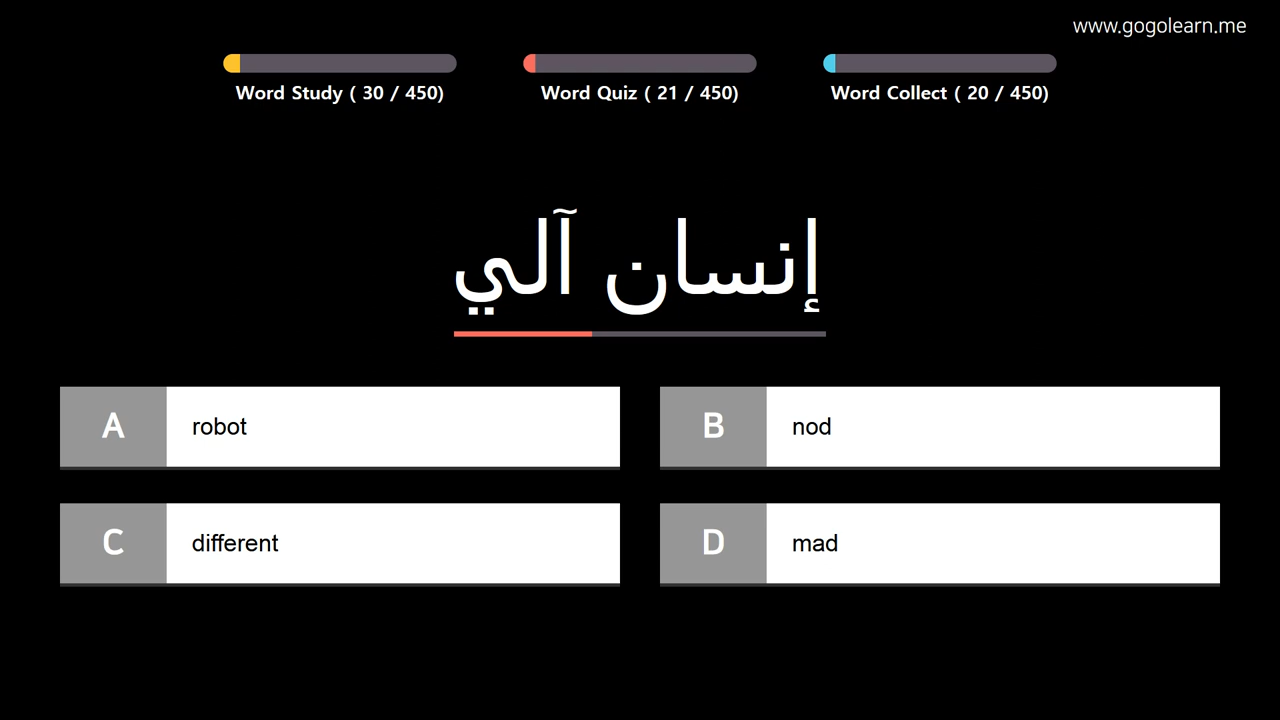 www.gogolearn.me
Word Study ( 30 / 450)
Word Quiz ( 21 / 450)
Word Collect ( 20 / 450)
إنسان آلي
A robot
B nod
C different
D mad